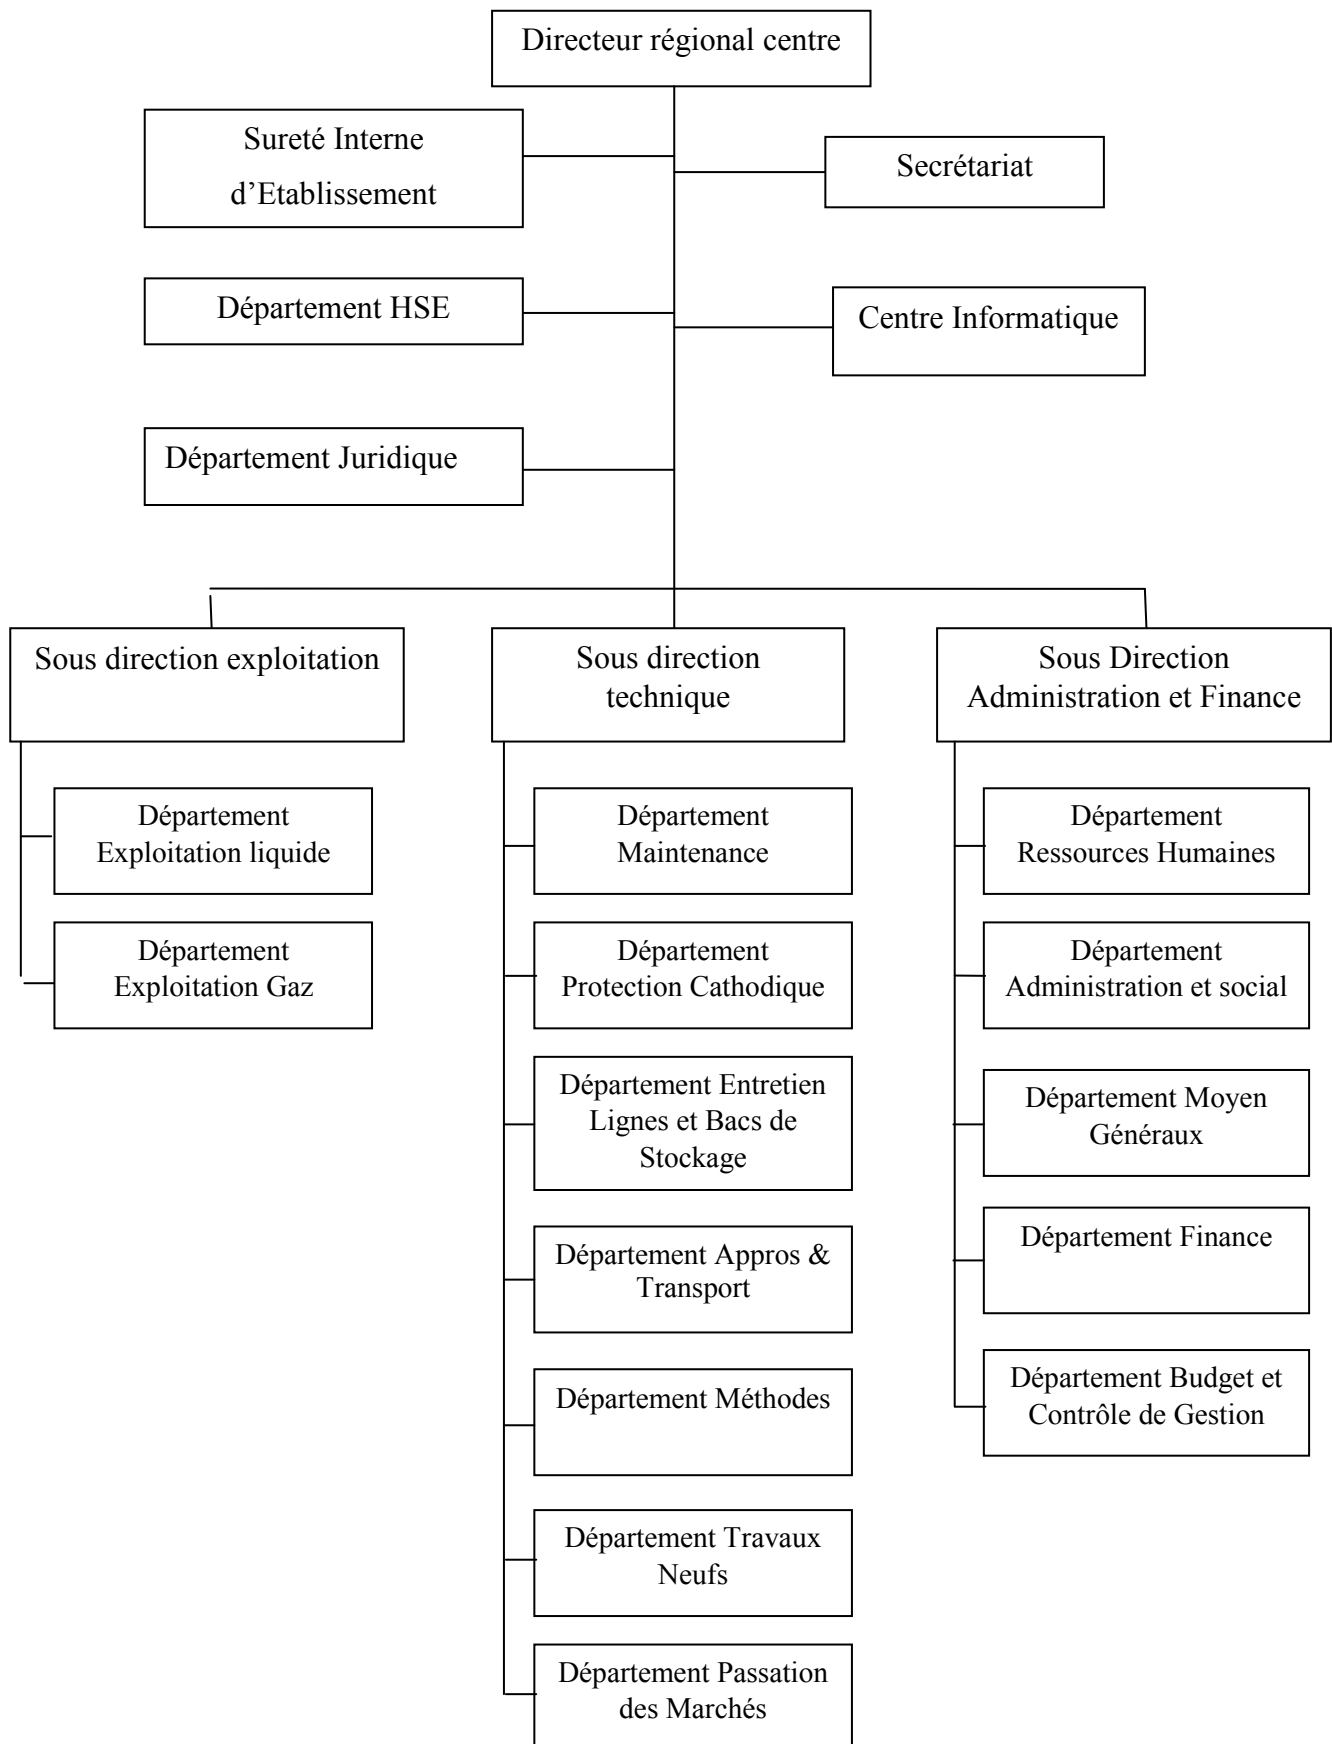 Directeur régional centre
Sureté Interne
d’Etablissement
Secrétariat
Département HSE
Centre Informatique
Département Juridique
Sous direction exploitation
Département
Exploitation liquide
Département
Exploitation Gaz
Sous direction
technique
Département
Maintenance
Département
Protection Cathodique
Département Entretien
Lignes et Bacs de
Stockage
Département Appros &
Transport
Département Méthodes
Département Travaux
Neufs
Département Passation
des Marchés
Sous Direction
Administration et Finance
Département
Ressources Humaines
Département
Administration et social
Département Moyen
Généraux
Département Finance
Département Budget et
Contrôle de Gestion